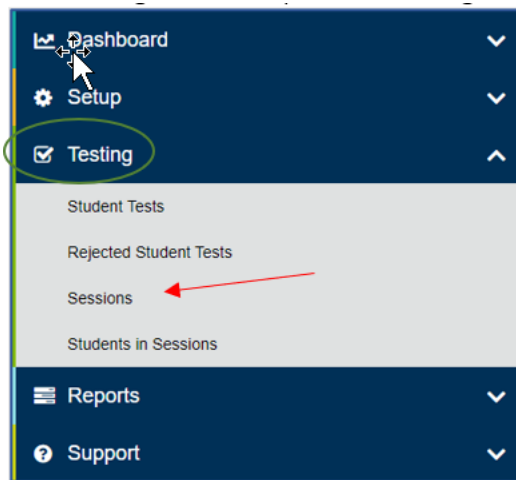 Dashboard
Setup
Testing
Student Tests
Rejected Student Tests
Sessions
Students in Sessions
Reports
Support